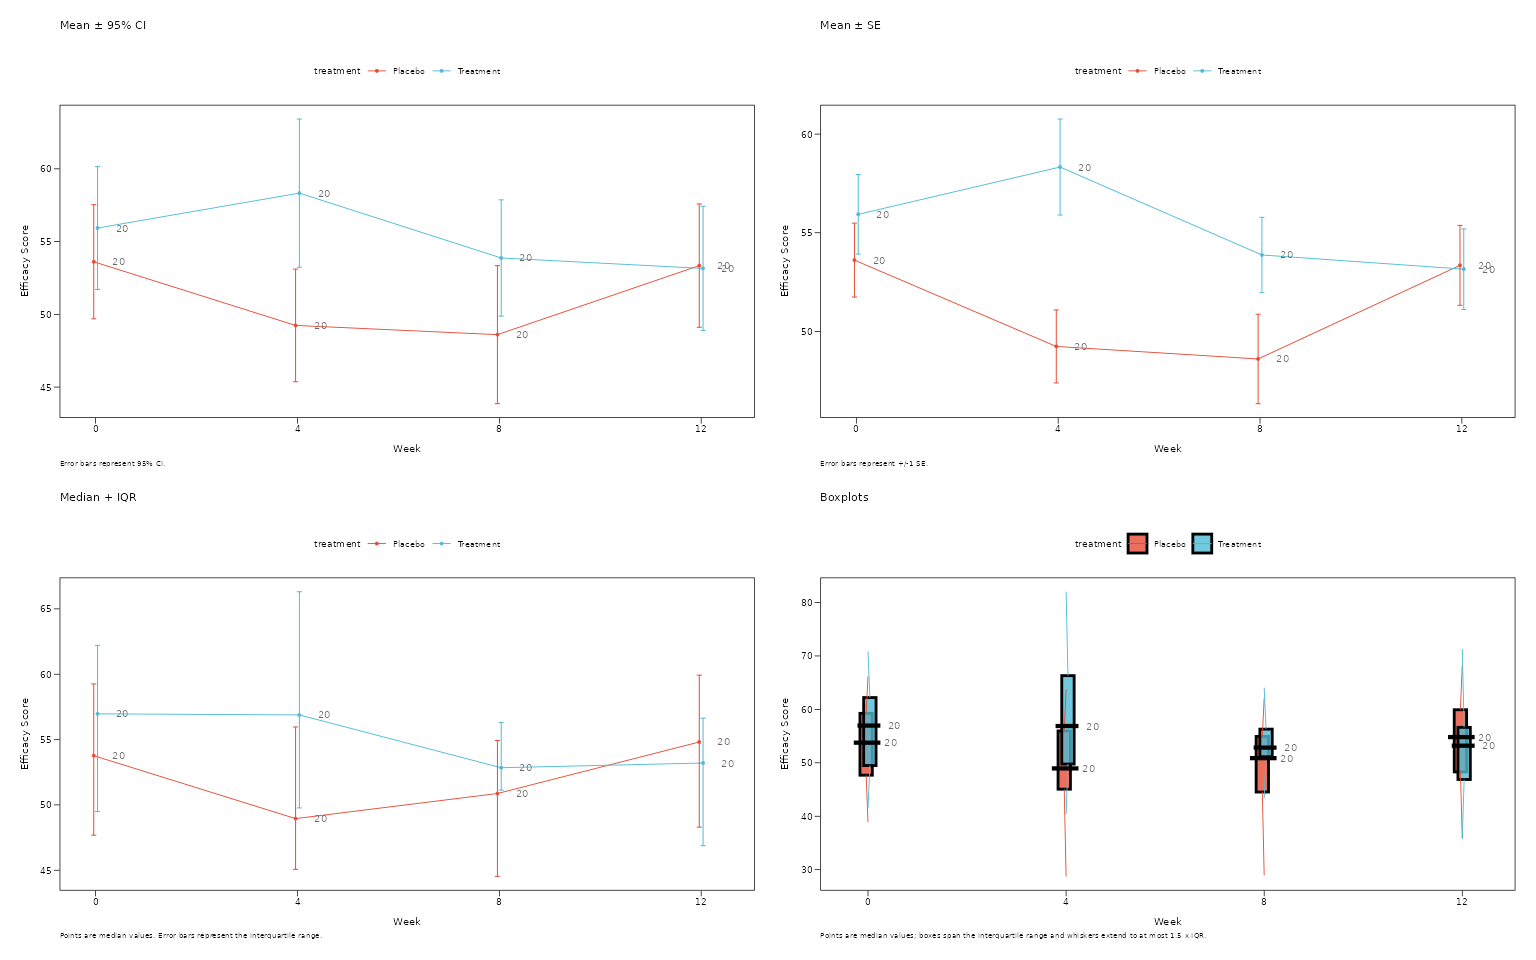 Mean ± 95% CI
treatment Placebo Treatment
Efficacy Score
60
55
50
45
20 20 20 20
20 20 20 20
0 4 8 12
Week
Error bars represent 95% CI.
Mean ± SE
treatment Placebo Treatment
Efficacy Score
60
55
50
20 20 20 20
20 20 20 20
0 4 8 12
Week
Error bars represent +/-1 SE.
Median + IQR
treatment Placebo Treatment
Efficacy Score
65
60
55
50
45
20 20 20 20
20 20 20 20
0 4 8 12
Week
Points are median values. Error bars represent the interquartile range.
Boxplots
treatment Placebo Treatment
Efficacy Score
80
70
60
50
40
30
20 20 20 20
20 20 20 20
0 4 8 12
Week
Points are median values; boxes span the interquartile range and whiskers extend to at most 1.5 x IQR.